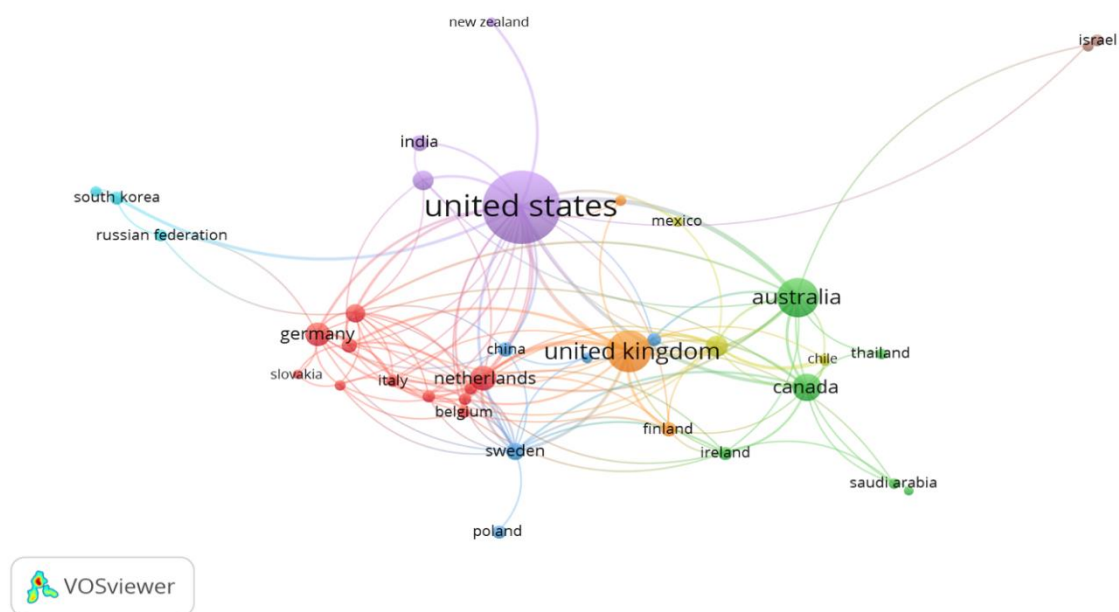 new zealand
israel
india
south korea
united states
mexico
russian federation
australia
germany
china
united kingdom
chile
thailand
slovakia
italy
netherlands
canada
belgium
finland
sweden
ireland
saudi arabia
poland
VOSviewer